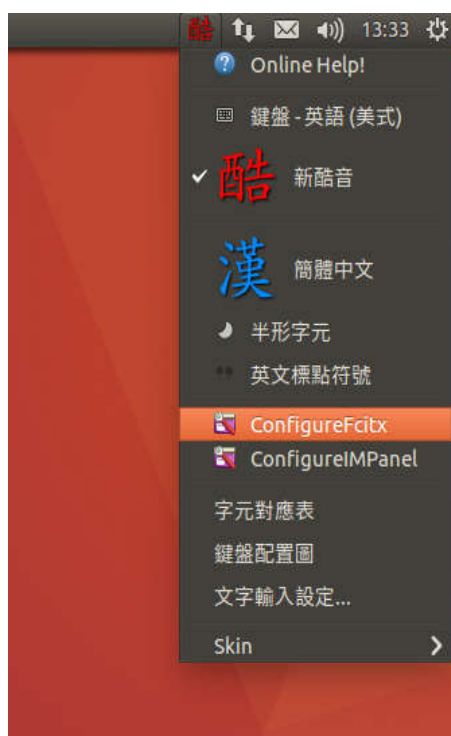 酷 13:33
Online Help!
鍵盤 - 英語 (美式)
酷 新酷音
漢 簡體中文
半形字元
英文標點符號
ConfigureFcitx
ConfigureIMPanel
字元對應表
鍵盤配置圖
文字輸入設定...
Skin